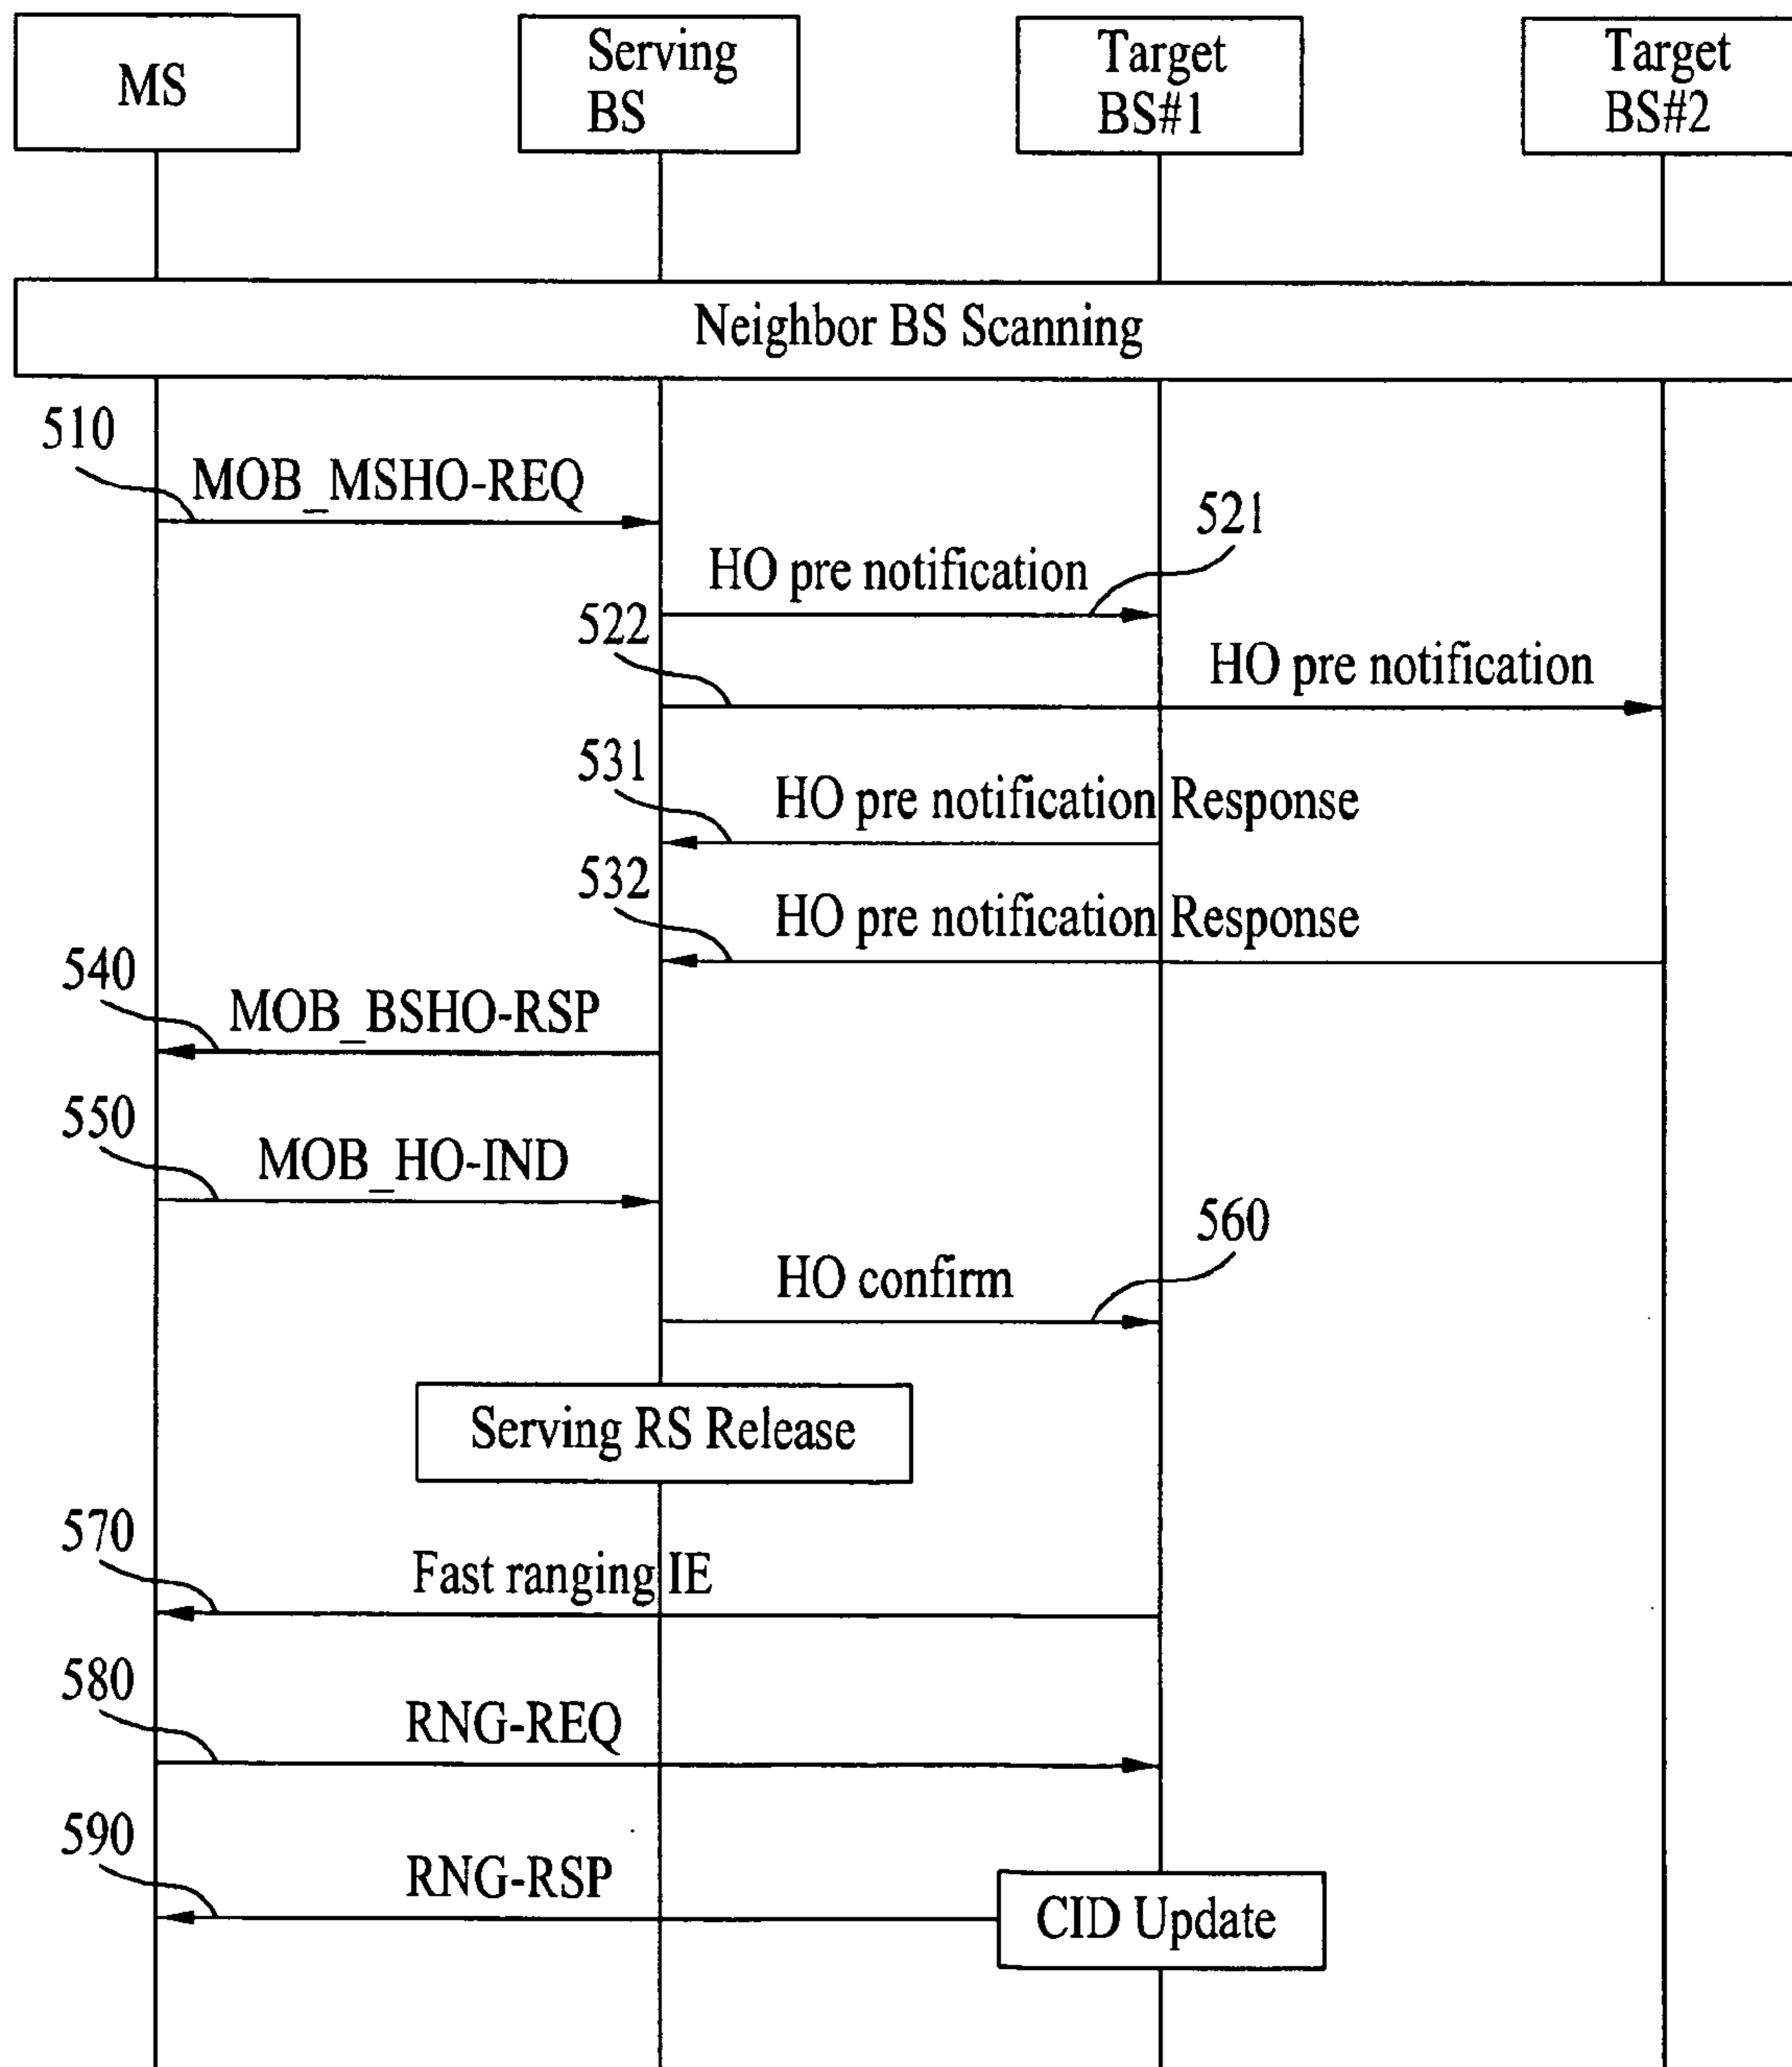 MS
Serving
BS
Target
BS#1
Target
BS#2
Neighbor BS Scanning
510
MOB_MSHO-REQ
521
HO pre notification
522
HO pre notification
531
HO pre notification Response
532
HO pre notification Response
540
MOB_BSHO-RSP
550
MOB_HO-IND
560
HO confirm
Serving RS Release
570
Fast ranging IE
580
RNG-REQ
590
RNG-RSP
CID Update